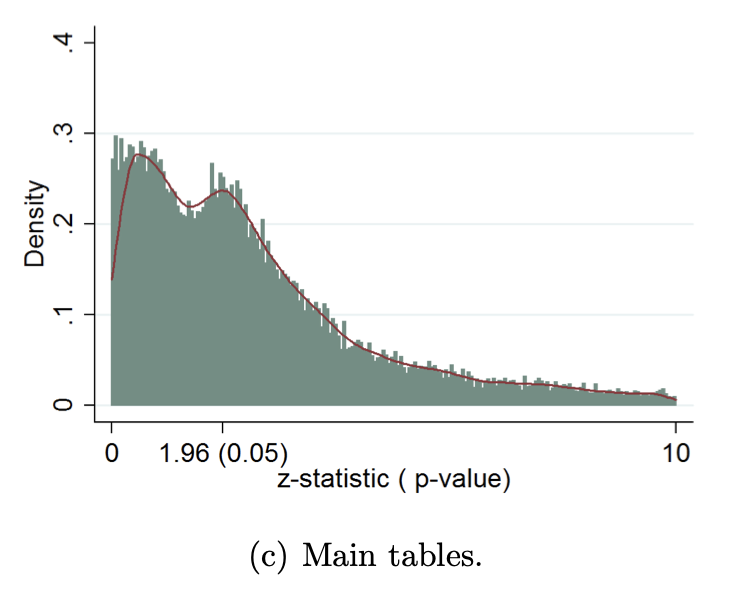 .4
.3
.2
.1
0
Density
0 1.96 (0.05) 10
z-statistic ( p-value)
(c) Main tables.